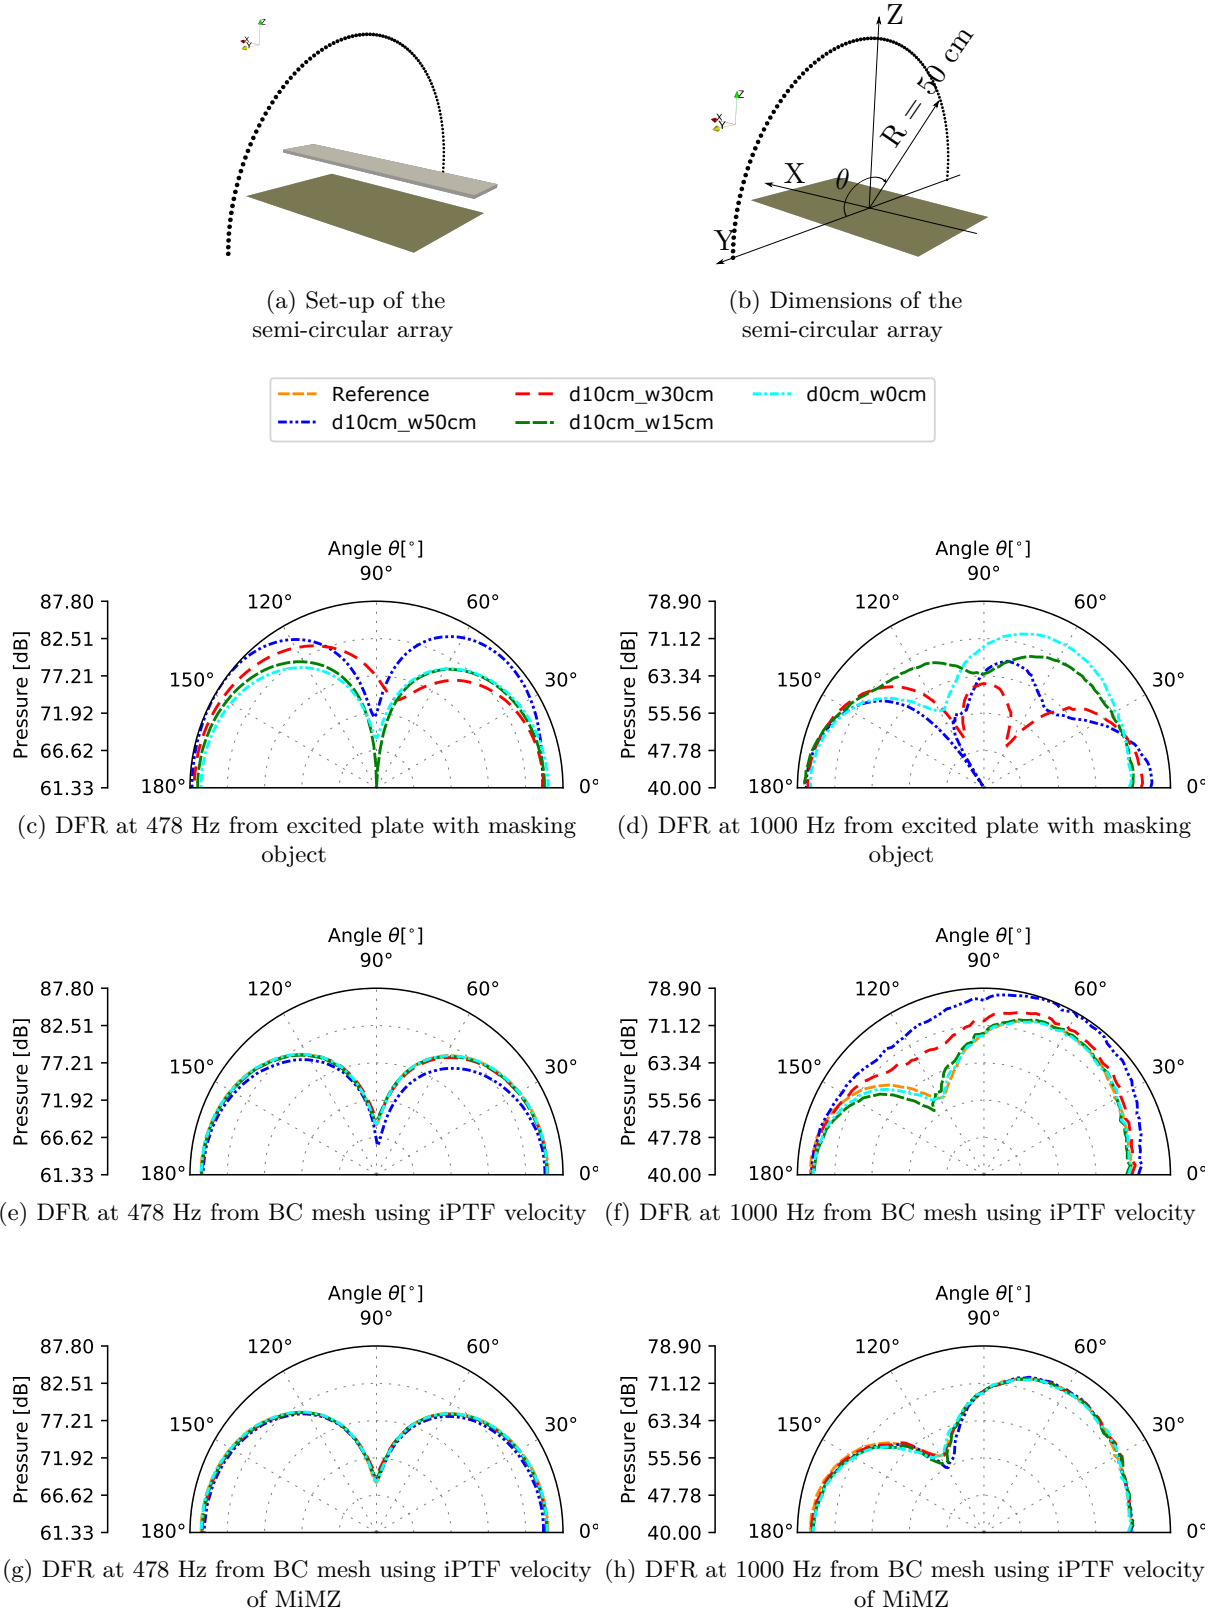 Z
X
Y
Z
X
Y
Z
R = 50 cm
X
θ
Y
(a) Set-up of the
semi-circular array
(b) Dimensions of the
semi-circular array
Reference
d10cm_w30cm
d0cm_w0cm
d10cm_w50cm
d10cm_w15cm
Angle θ[°]
90°
120°
60°
150°
30°
180°
0°
87.80
82.51
77.21
71.92
66.62
61.33
Pressure [dB]
(c) DFR at 478 Hz from excited plate with masking
object
Angle θ[°]
90°
120°
60°
150°
30°
180°
0°
78.90
71.12
63.34
55.56
47.78
40.00
Pressure [dB]
(d) DFR at 1000 Hz from excited plate with masking
object
Angle θ[°]
90°
120°
60°
150°
30°
180°
0°
87.80
82.51
77.21
71.92
66.62
61.33
Pressure [dB]
(e) DFR at 478 Hz from BC mesh using iPTF velocity
Angle θ[°]
90°
120°
60°
150°
30°
180°
0°
78.90
71.12
63.34
55.56
47.78
40.00
Pressure [dB]
(f) DFR at 1000 Hz from BC mesh using iPTF velocity
Angle θ[°]
90°
120°
60°
150°
30°
180°
0°
87.80
82.51
77.21
71.92
66.62
61.33
Pressure [dB]
(g) DFR at 478 Hz from BC mesh using iPTF velocity
of MiMZ
Angle θ[°]
90°
120°
60°
150°
30°
180°
0°
78.90
71.12
63.34
55.56
47.78
40.00
Pressure [dB]
(h) DFR at 1000 Hz from BC mesh using iPTF velocity
of MiMZ